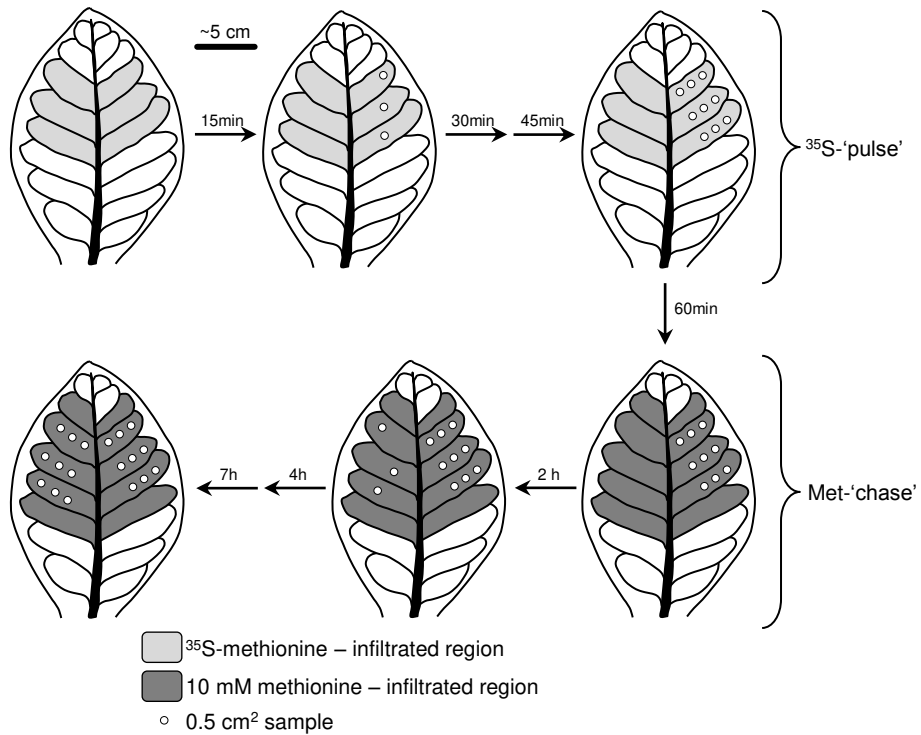 ~5 cm
15min
30min
45min
³⁵S-‘pulse’
60min
7h
4h
2 h
Met-‘chase’
³⁵S-methionine – infiltrated region
10 mM methionine – infiltrated region
0.5 cm² sample